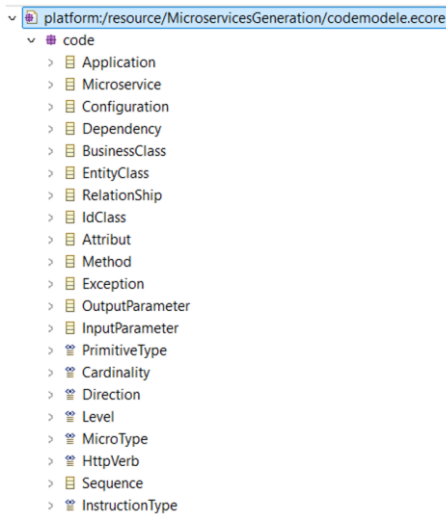 platform:/resource/MicroservicesGeneration/codemodele.ecore
code
Application
Microservice
Configuration
Dependency
BusinessClass
EntityClass
RelationShip
IdClass
Attribut
Method
Exception
OutputParameter
InputParameter
PrimitiveType
Cardinality
Direction
Level
MicroType
HttpVerb
Sequence
InstructionType